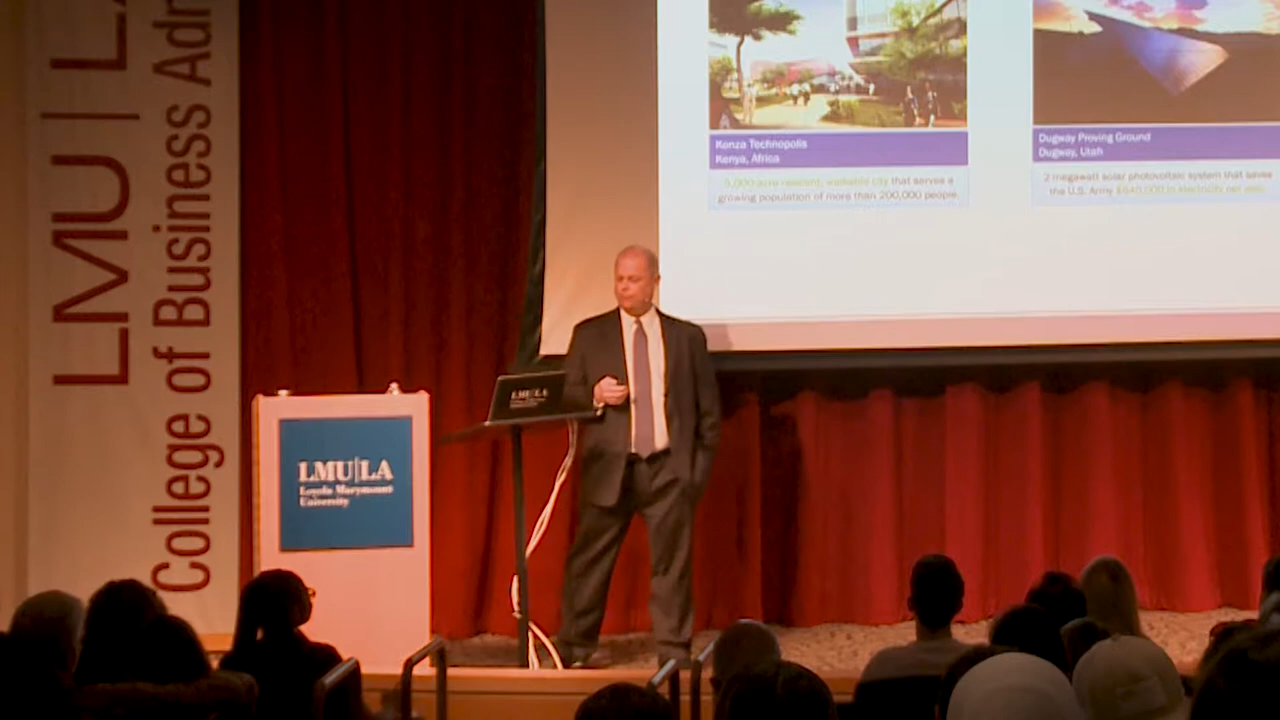 LMU | LA
College of Business Adm
Konza Technopolis
Kenya, Africa
5,000 acre resilient, walkable city that serves a
growing population of more than 200,000 people.
Dugway Proving Ground
Dugway, Utah
2 megawatt solar photovoltaic system that saves
the U.S. Army $640,000 in electricity per year.
LMU|LA
LMU|LA
Loyola Marymount
University